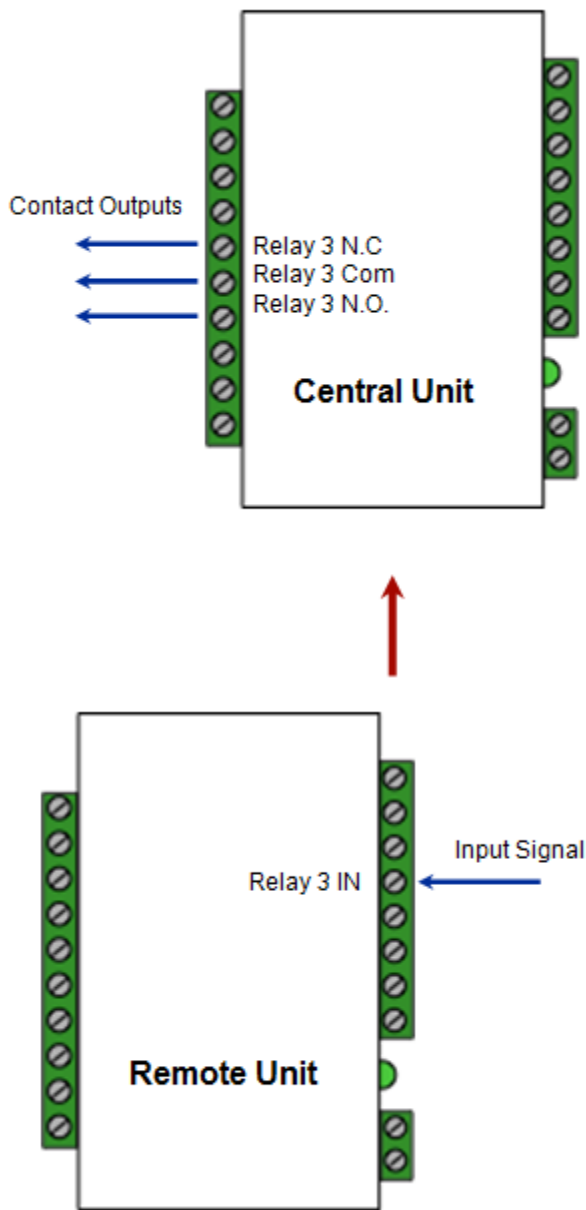 Contact Outputs
Relay 3 N.C
Relay 3 Com
Relay 3 N.O.
Central Unit
Input Signal
Relay 3 IN
Remote Unit